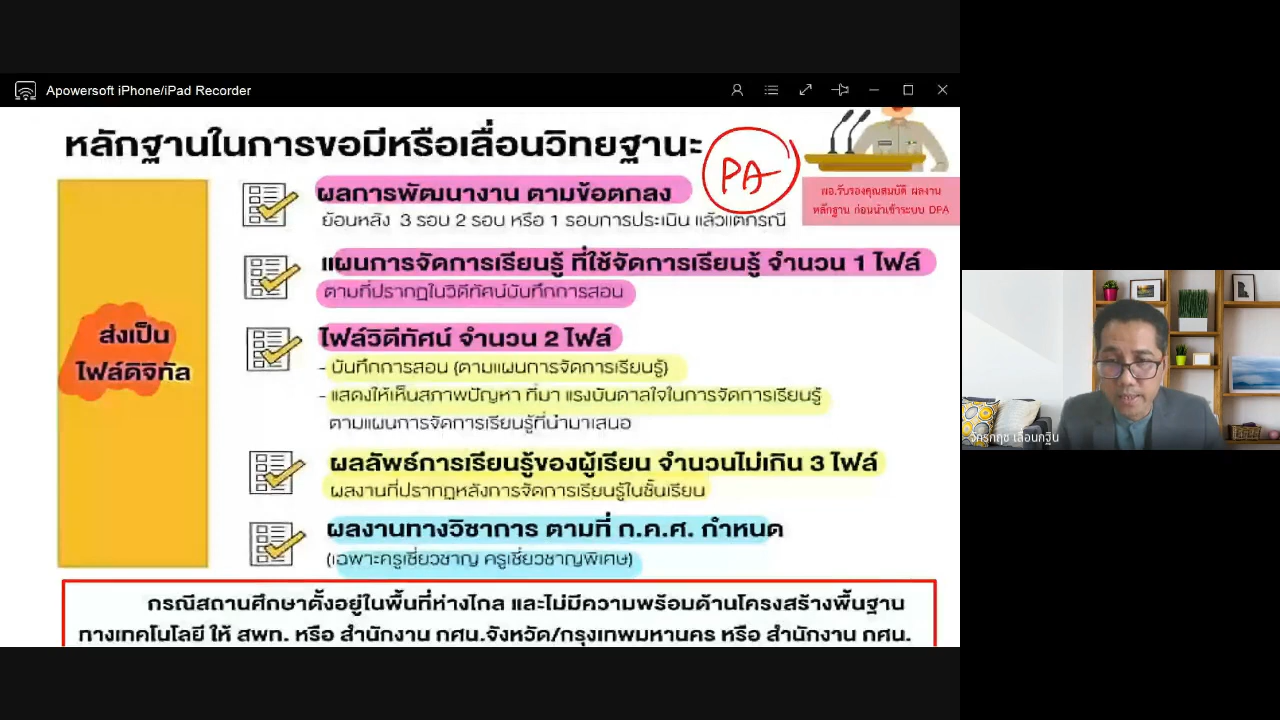 Apowersoft iPhone/iPad Recorder
หลักฐานในการขอมีหรือเลื่อนวิทยฐานะ
PA
ผอ.รับรองคุณสมบัติ ผลงาน
หลักฐาน ก่อนนำเข้าระบบ DPA
ส่งเป็น
ไฟล์ดิจิทัล
ผลการพัฒนางาน ตามข้อตกลง
ย้อนหลัง 3 รอบ 2 รอบ หรือ 1 รอบการประเมิน แล้วแต่กรณี
แผนการจัดการเรียนรู้ ที่ใช้จัดการเรียนรู้ จำนวน 1 ไฟล์
ตามที่ปรากฏในวิดีทัศน์บันทึกการสอน
ไฟล์วิดีทัศน์ จำนวน 2 ไฟล์
- บันทึกการสอน (ตามแผนการจัดการเรียนรู้)
- แสดงให้เห็นสภาพปัญหา ที่มา แรงบันดาลใจในการจัดการเรียนรู้
ตามแผนการจัดการเรียนรู้ที่นำมาเสนอ
ผลลัพธ์การเรียนรู้ของผู้เรียน จำนวนไม่เกิน 3 ไฟล์
ผลงานที่ปรากฏหลังการจัดการเรียนรู้ในชั้นเรียน
ผลงานทางวิชาการ ตามที่ ก.ค.ศ. กำหนด
(เฉพาะครูเชี่ยวชาญ ครูเชี่ยวชาญพิเศษ)
กรณีสถานศึกษาตั้งอยู่ในพื้นที่ห่างไกล และไม่มีความพร้อมด้านโครงสร้างพื้นฐาน
ทางเทคโนโลยี ให้ สพท. หรือ สำนักงาน กศน.จังหวัด/กรุงเทพมหานคร หรือ สำนักงาน กศน.
จักรกฤช เลื่อนกฐิน